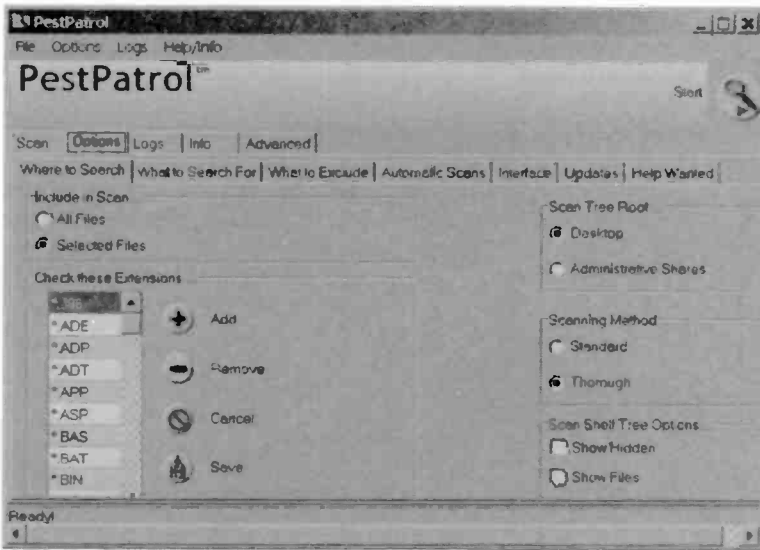 PestPatrol
File Options Logs Help/Info
PestPatrol™
Start
Scan Options Logs Info Advanced
Where to Search What to Search For What to Exclude Automatic Scans Interface Updates Help Wanted
Include in Scan
All Files
Selected Files
Check these Extensions
*.ADE
*.ADP
*.ADT
*.APP
*.ASP
*.BAS
*.BAT
*.BIN
Add
Remove
Cancel
Save
Scan Tree Root
Desktop
Administrative Shares
Scanning Method
Standard
Thorough
Scan Shell Tree Options
Show Hidden
Show Files
Ready!